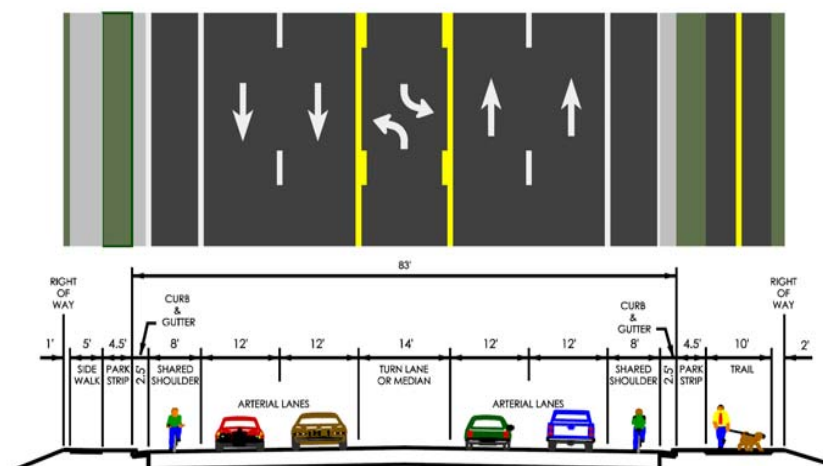 83'
RIGHT
OF
WAY
CURB
&
GUTTER
CURB
&
GUTTER
RIGHT
OF
WAY
1'
5'
4.5'
2.5'
8'
12'
12'
14'
12'
12'
8'
2.5'
4.5'
10'
2'
SIDE
WALK
PARK
STRIP
SHARED
SHOULDER
TURN LANE
OR MEDIAN
SHARED
SHOULDER
PARK
STRIP
TRAIL
ARTERIAL LANES
ARTERIAL LANES